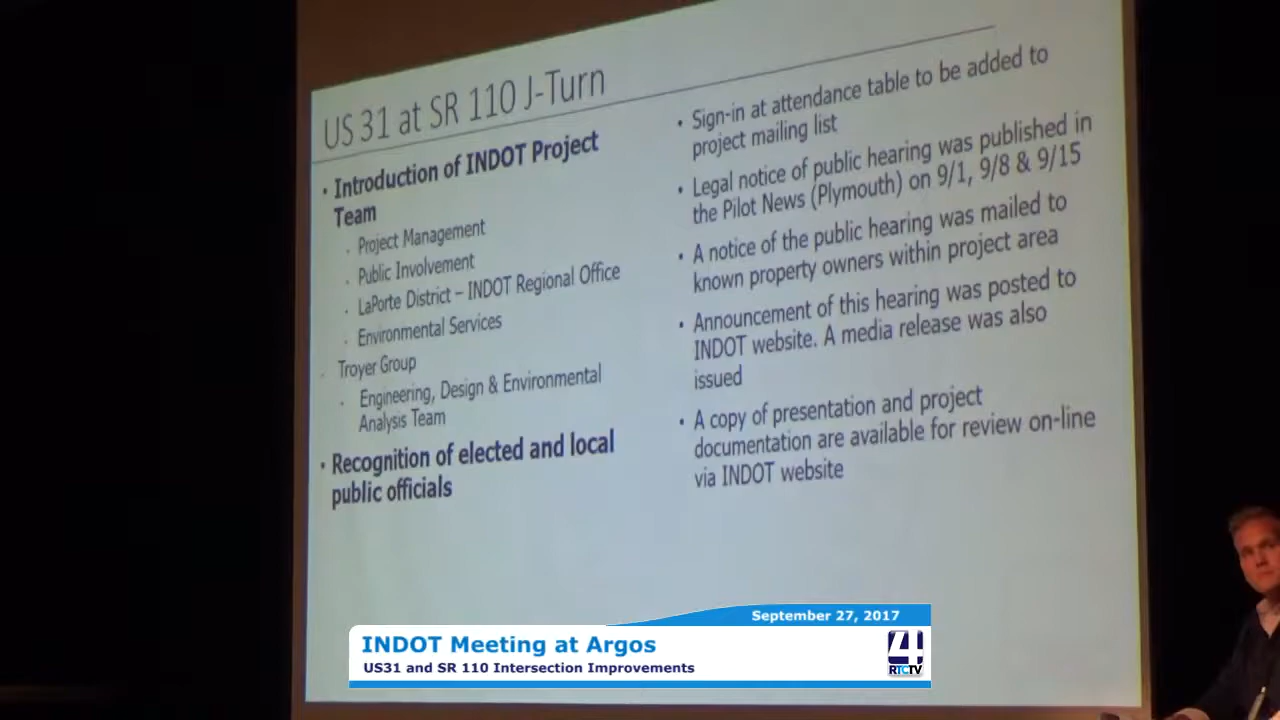 US 31 at SR 110 J-Turn
• Introduction of INDOT Project
Team
· Project Management
· Public Involvement
· LaPorte District – INDOT Regional Office
· Environmental Services
· Troyer Group
· Engineering, Design & Environmental
Analysis Team
• Recognition of elected and local
public officials
• Sign-in at attendance table to be added to
project mailing list
• Legal notice of public hearing was published in
the Pilot News (Plymouth) on 9/1, 9/8 & 9/15
• A notice of the public hearing was mailed to
known property owners within project area
• Announcement of this hearing was posted to
INDOT website. A media release was also
issued
• A copy of presentation and project
documentation are available for review on-line
via INDOT website
September 27, 2017
INDOT Meeting at Argos
US31 and SR 110 Intersection Improvements
4
RTCTV